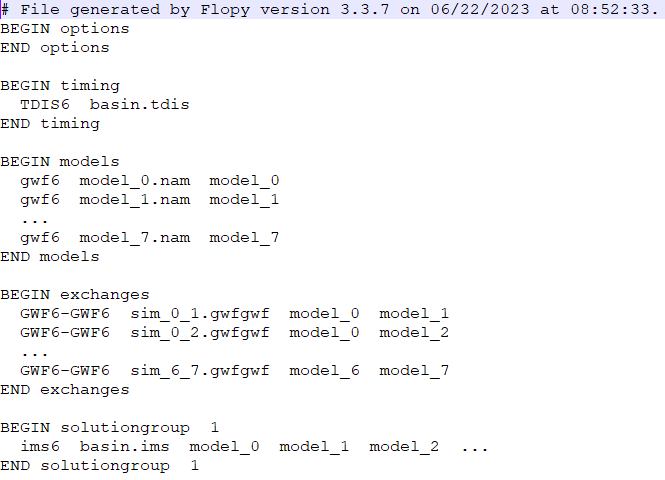 # File generated by Flopy version 3.3.7 on 06/22/2023 at 08:52:33.
BEGIN options
END options

BEGIN timing
  TDIS6  basin.tdis
END timing

BEGIN models
  gwf6  model_0.nam  model_0
  gwf6  model_1.nam  model_1
  ...
  gwf6  model_7.nam  model_7
END models

BEGIN exchanges
  GWF6-GWF6  sim_0_1.gwfgwf  model_0  model_1
  GWF6-GWF6  sim_0_2.gwfgwf  model_0  model_2
  ...
  GWF6-GWF6  sim_6_7.gwfgwf  model_6  model_7
END exchanges

BEGIN solutiongroup  1
  ims6  basin.ims  model_0  model_1  model_2  ...
END solutiongroup  1